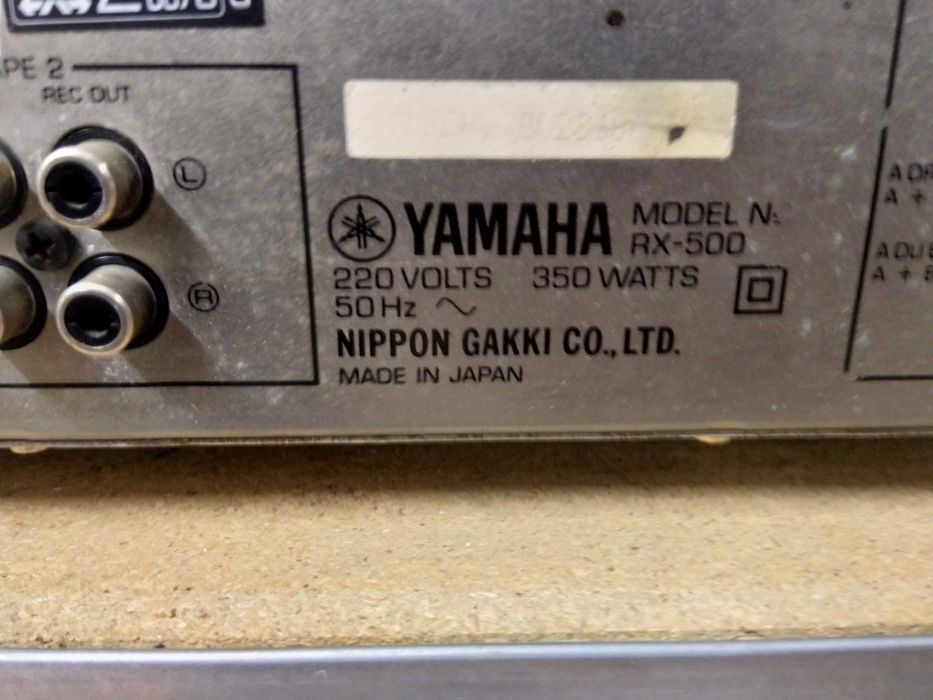 APE 2
REC OUT
L
R
YAMAHA
MODEL No.
RX-500
220 VOLTS 350 WATTS
50 Hz ~
NIPPON GAKKI CO., LTD.
MADE IN JAPAN
A +
A + B